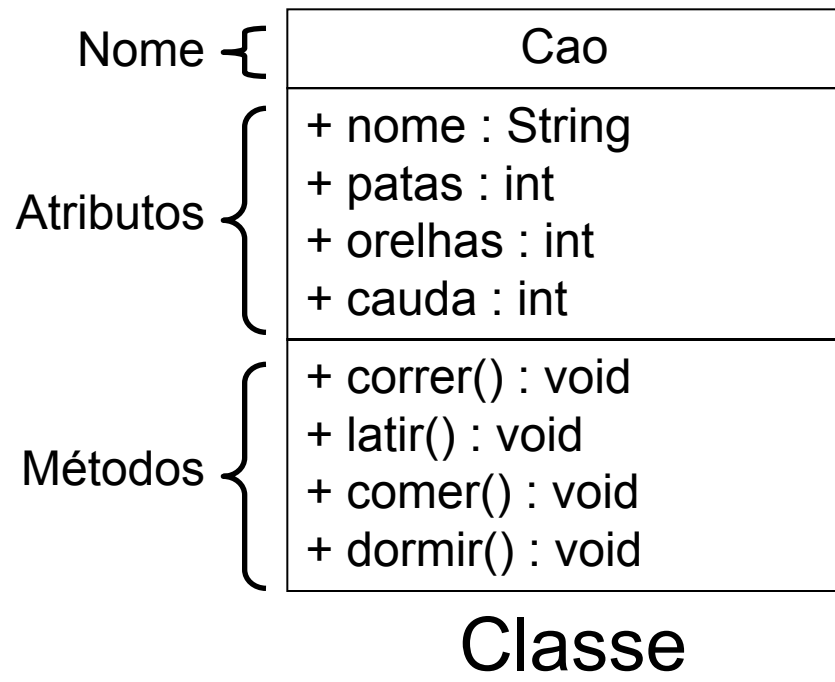 Nome
Cao
Atributos
+ nome : String
+ patas : int
+ orelhas : int
+ cauda : int
Métodos
+ correr() : void
+ latir() : void
+ comer() : void
+ dormir() : void
Classe